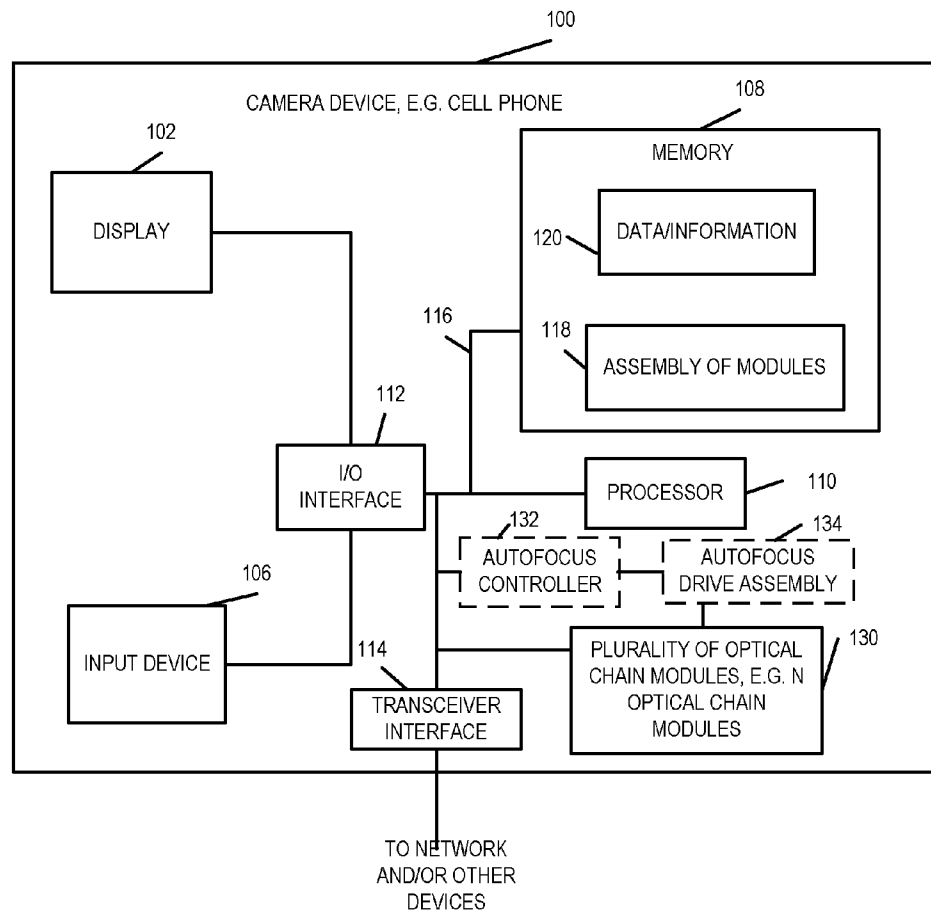 100
CAMERA DEVICE, E.G. CELL PHONE
102
DISPLAY
108
MEMORY
DATA/INFORMATION
120
118
ASSEMBLY OF MODULES
116
112
I/O
INTERFACE
PROCESSOR
110
132
AUTOFOCUS
CONTROLLER
134
AUTOFOCUS
DRIVE ASSEMBLY
106
INPUT DEVICE
114
TRANSCEIVER
INTERFACE
PLURALITY OF OPTICAL
CHAIN MODULES, E.G. N
OPTICAL CHAIN
MODULES
130
TO NETWORK
AND/OR OTHER
DEVICES